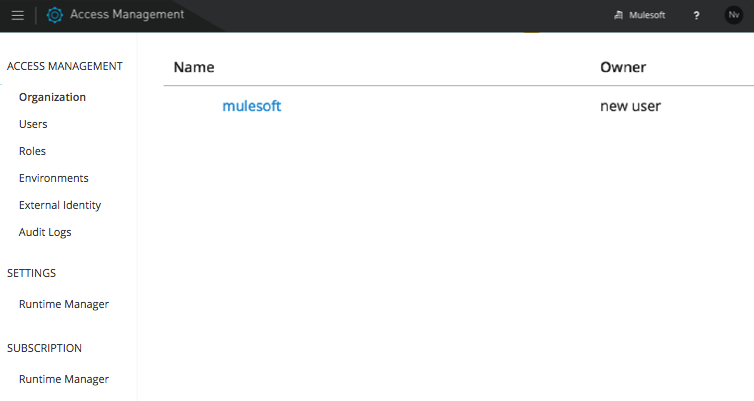 Access Management
Mulesoft ? Nv
ACCESS MANAGEMENT
Organization
Users
Roles
Environments
External Identity
Audit Logs
SETTINGS
Runtime Manager
SUBSCRIPTION
Runtime Manager
Name Owner
mulesoft new user